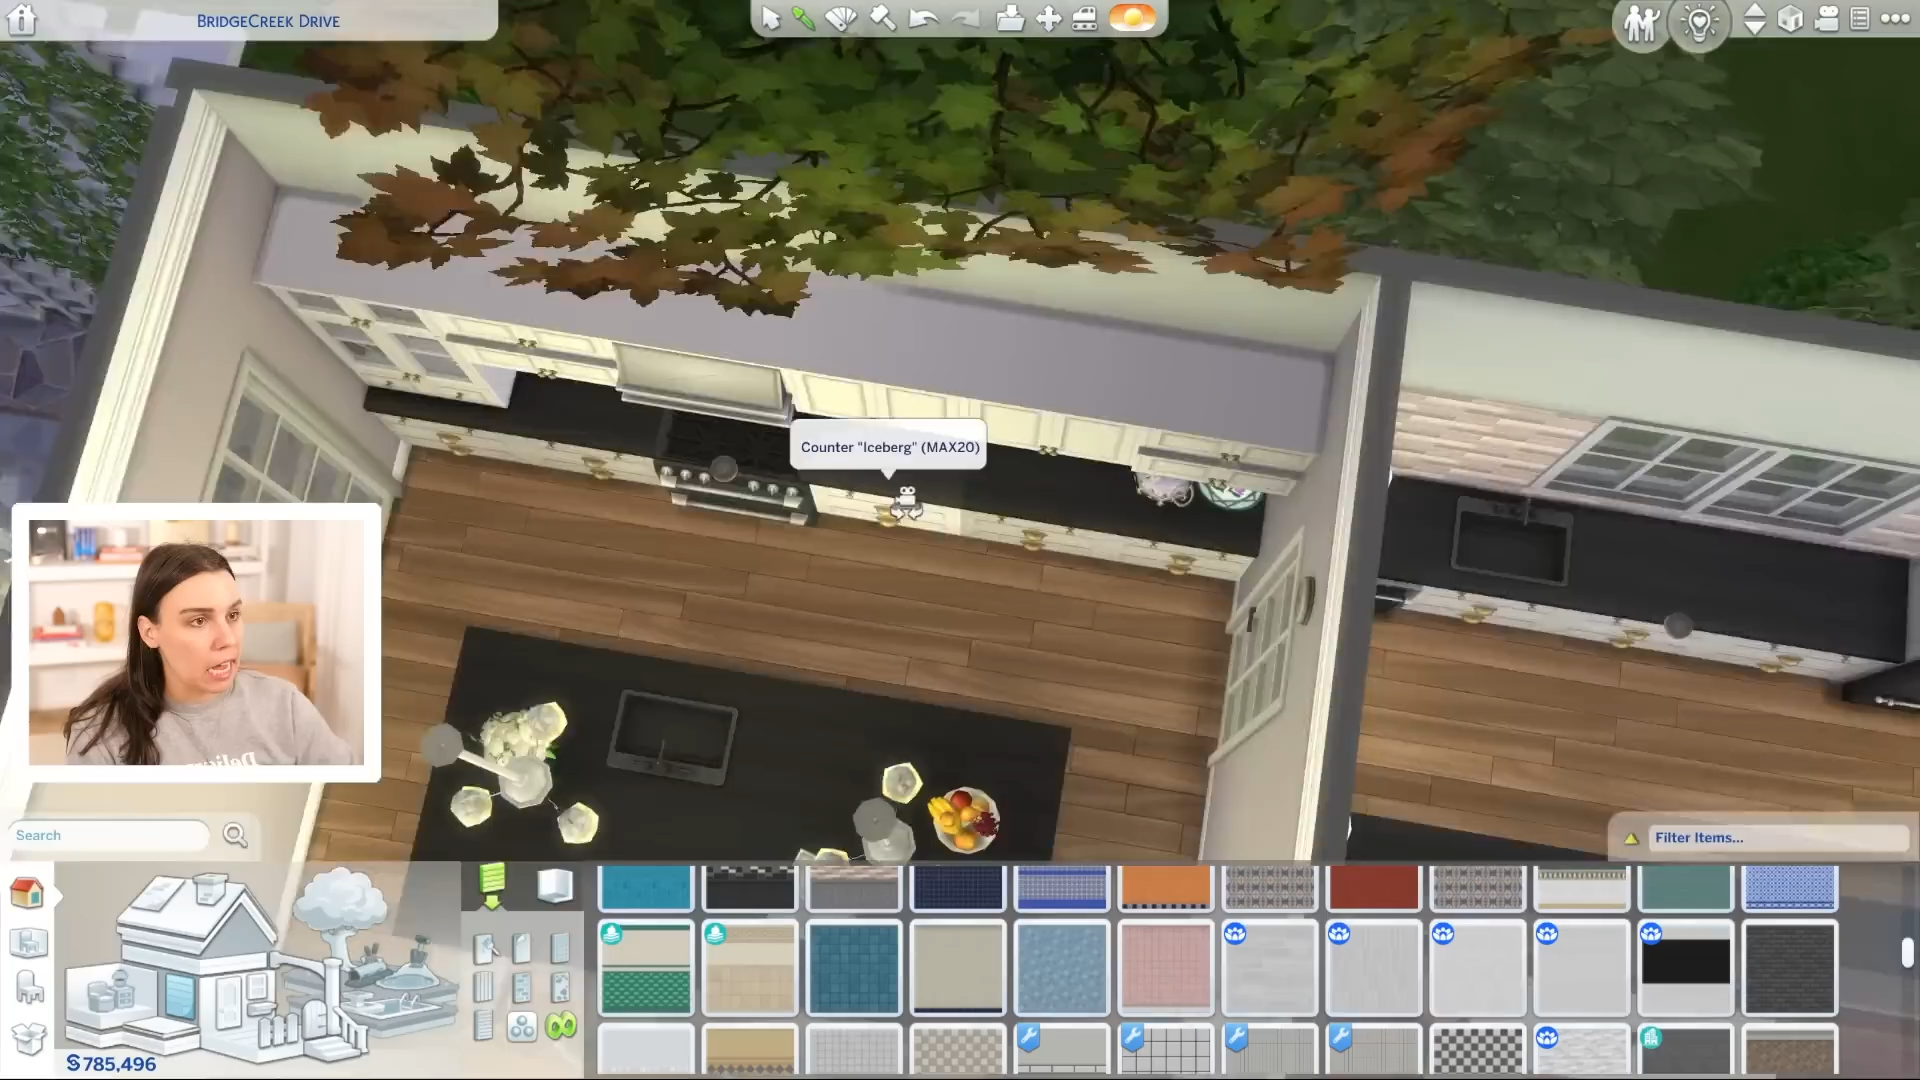 BRIDGECREEK DRIVE
Counter "Iceberg" (MAX20)
Search
Filter Items...
§785,496